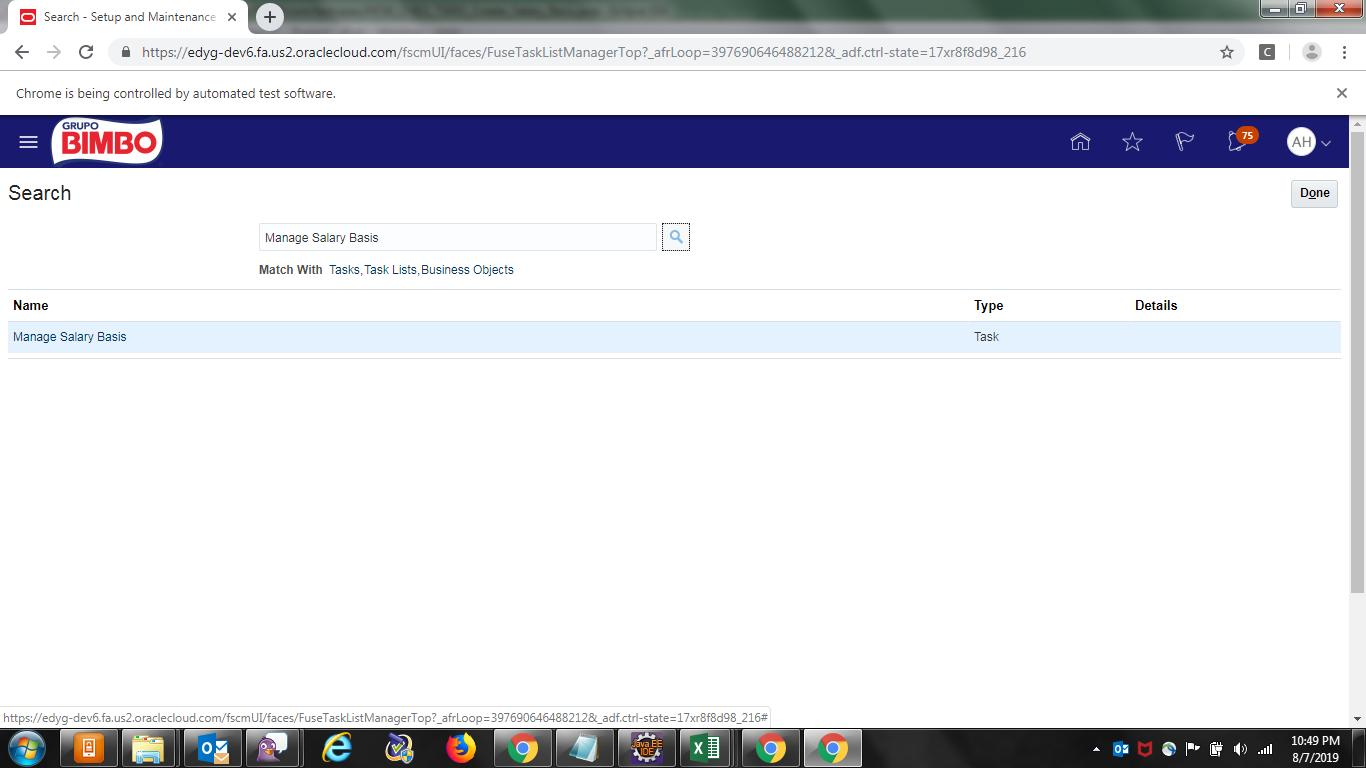 Search - Setup and Maintenance
https://edyg-dev6.fa.us2.oraclecloud.com/fscmUI/faces/FuseTaskListManagerTop?_afrLoop=397690646488212&_adf.ctrl-state=17xr8f8d98_216
C
Chrome is being controlled by automated test software.
GRUPO
BIMBO
75
AH
Search
Done
Manage Salary Basis
Match With Tasks,Task Lists,Business Objects
Name Type Details
Manage Salary Basis Task
https://edyg-dev6.fa.us2.oraclecloud.com/fscmUI/faces/FuseTaskListManagerTop?_afrLoop=397690646488212&_adf.ctrl-state=17xr8f8d98_216#
Java EE
IDE
10:49 PM
8/7/2019